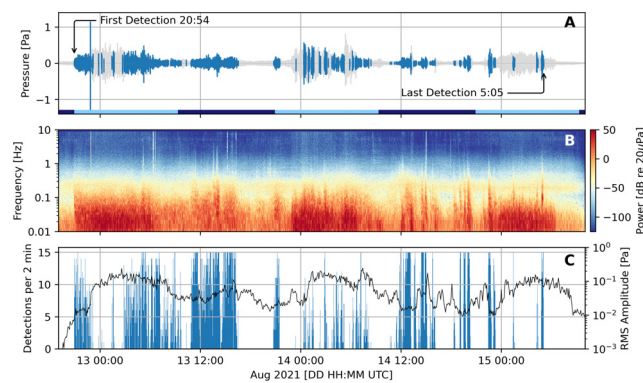 First Detection 20:54
A
1
0
−1
Pressure [Pa]
Last Detection 5:05
B
10
1
0.1
0.01
Frequency [Hz]
50
0
−50
−100
Power [dB re 20μPa]
C
15
10
5
0
Detections per 2 min
10⁰
10⁻¹
10⁻²
10⁻³
RMS Amplitude [Pa]
13 00:00
13 12:00
14 00:00
14 12:00
15 00:00
Aug 2021 [DD HH:MM UTC]